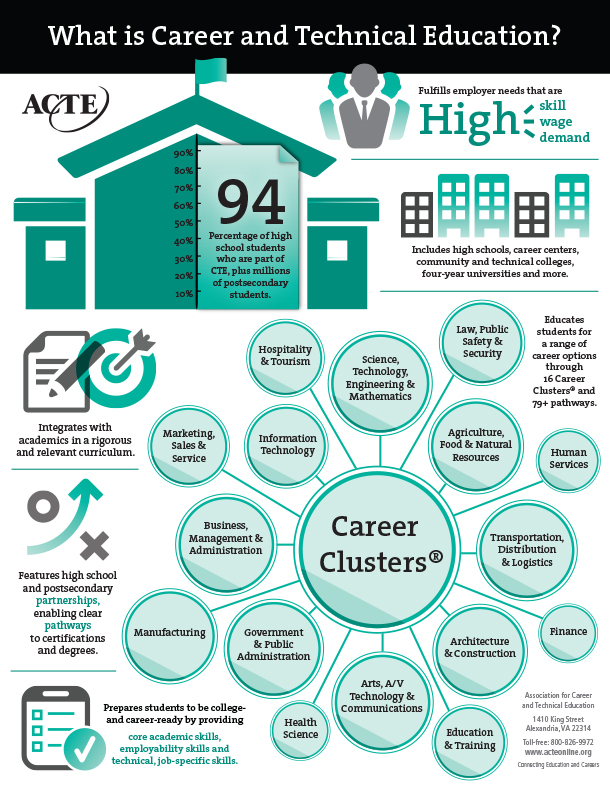 What is Career and Technical Education?
ACTE
Fulfills employer needs that are
High
skill
wage
demand
90%
80%
70%
60%
50%
40%
30%
20%
10%
94
Percentage of high
school students
who are part of
CTE, plus millions
of postsecondary
students.
Includes high schools, career centers,
community and technical colleges,
four-year universities and more.
Educates
students for
a range of
career options
through
16 Career
Clusters® and
79+ pathways.
Integrates with
academics in a rigorous
and relevant curriculum.
Features high school
and postsecondary
partnerships,
enabling clear
pathways
to certifications
and degrees.
Prepares students to be college-
and career-ready by providing
core academic skills,
employability skills and
technical, job-specific skills.
Career
Clusters®
Hospitality
& Tourism
Science,
Technology,
Engineering &
Mathematics
Law, Public
Safety &
Security
Marketing,
Sales &
Service
Information
Technology
Agriculture,
Food & Natural
Resources
Human
Services
Business,
Management &
Administration
Transportation,
Distribution
& Logistics
Manufacturing
Government
& Public
Administration
Architecture
& Construction
Finance
Arts, A/V
Technology &
Communications
Health
Science
Education
& Training
Association for Career
and Technical Education
1410 King Street
Alexandria, VA 22314
Toll-free: 800-826-9972
www.acteonline.org
Connecting Education and Careers